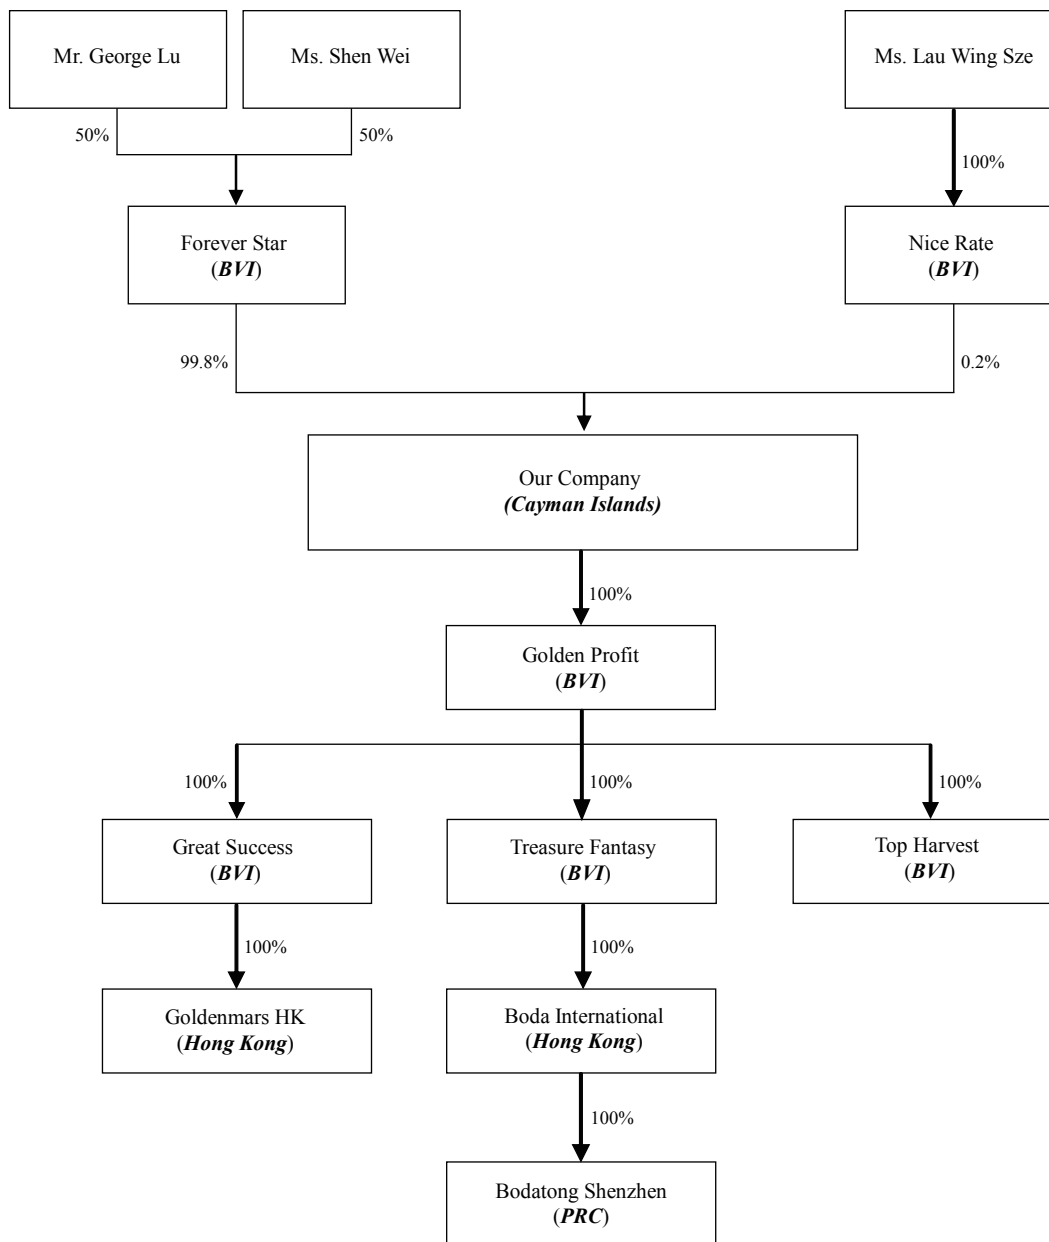 Mr. George Lu
Ms. Shen Wei
Ms. Lau Wing Sze
50%
50%
100%
Forever Star
(BVI)
Nice Rate
(BVI)
99.8%
0.2%
Our Company
(Cayman Islands)
100%
Golden Profit
(BVI)
100%
100%
100%
Great Success
(BVI)
Treasure Fantasy
(BVI)
Top Harvest
(BVI)
100%
100%
Goldenmars HK
(Hong Kong)
Boda International
(Hong Kong)
100%
Bodatong Shenzhen
(PRC)